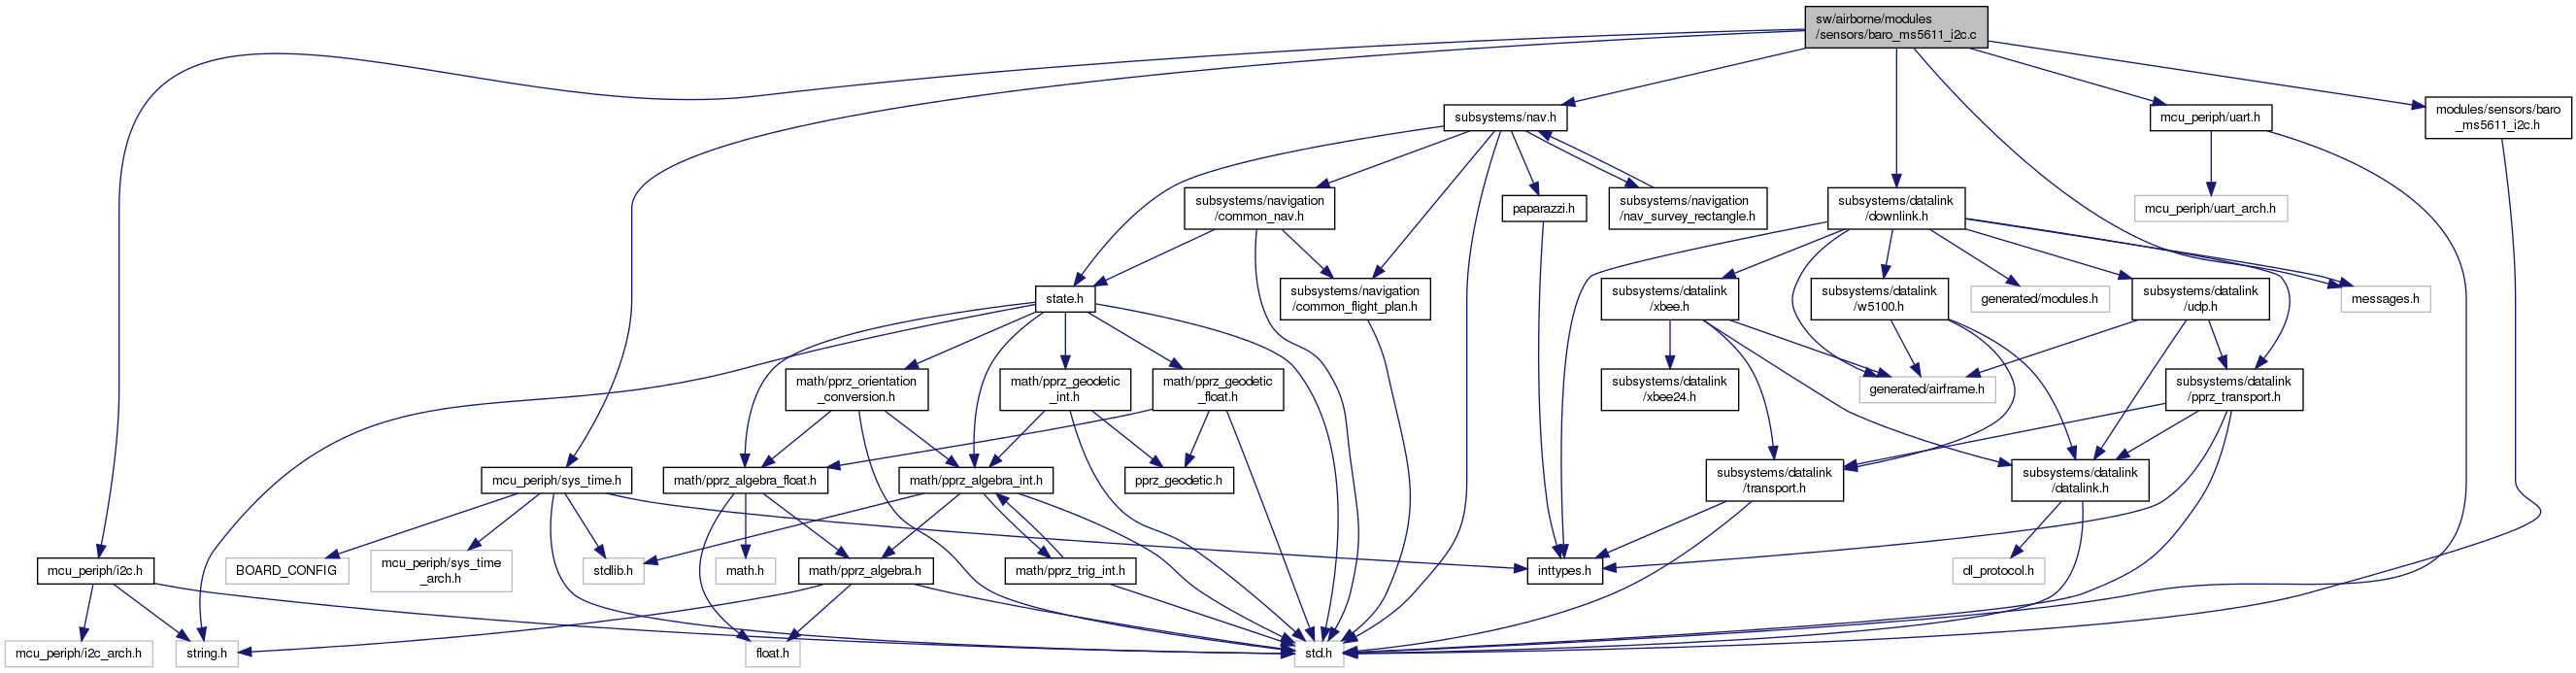 sw/airborne/modules
/sensors/baro_ms5611_i2c.c
subsystems/nav.h
mcu_periph/uart.h
modules/sensors/baro
_ms5611_i2c.h
subsystems/navigation
/common_nav.h
paparazzi.h
subsystems/navigation
/nav_survey_rectangle.h
subsystems/datalink
/downlink.h
mcu_periph/uart_arch.h
state.h
subsystems/navigation
/common_flight_plan.h
subsystems/datalink
/xbee.h
subsystems/datalink
/w5100.h
generated/modules.h
subsystems/datalink
/udp.h
messages.h
math/pprz_orientation
_conversion.h
math/pprz_geodetic
_int.h
math/pprz_geodetic
_float.h
subsystems/datalink
/xbee24.h
generated/airframe.h
subsystems/datalink
/pprz_transport.h
mcu_periph/sys_time.h
math/pprz_algebra_float.h
math/pprz_algebra_int.h
pprz_geodetic.h
subsystems/datalink
/transport.h
subsystems/datalink
/datalink.h
mcu_periph/i2c.h
BOARD_CONFIG
mcu_periph/sys_time
_arch.h
stdlib.h
math.h
math/pprz_algebra.h
math/pprz_trig_int.h
inttypes.h
dl_protocol.h
mcu_periph/i2c_arch.h
string.h
float.h
std.h